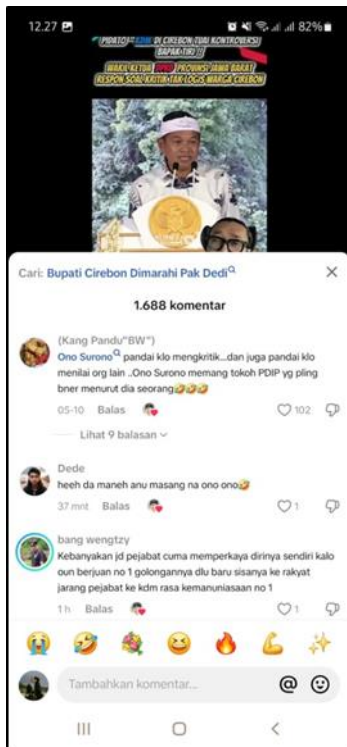 12.27
82%
[PIDATO KDM DI CIREBON TUAI KONTROVERSI]
BAPAK TIRI !!
WAKIL KETUA DPRD PROVINSI JAWA BARAT
RESPON SOAL KRITIK TAK LOGIS WARGA CIREBON
Cari: Bupati Cirebon Dimarahi Pak Dedi
1.688 komentar
(Kang Pandu"BW")
Ono Surono pandai klo mengkritik...dan juga pandai klo
menilai org lain ..Ono Surono memang tokoh PDIP yg pling
bner menurut dia seorang🤣🤣🤣
05-10 Balas
102
Lihat 9 balasan
Dede
heeh da maneh anu masang na ono ono🤣
37 mnt Balas
1
bang wengtzy
Kebanyakan jd pejabat cuma memperkaya dirinya sendiri kalo
oun berjuan no 1 golongannya dlu baru sisanya ke rakyat
jarang pejabat ke kdm rasa kemanuniasaan no 1
1 h Balas
1
Tambahkan komentar...
@